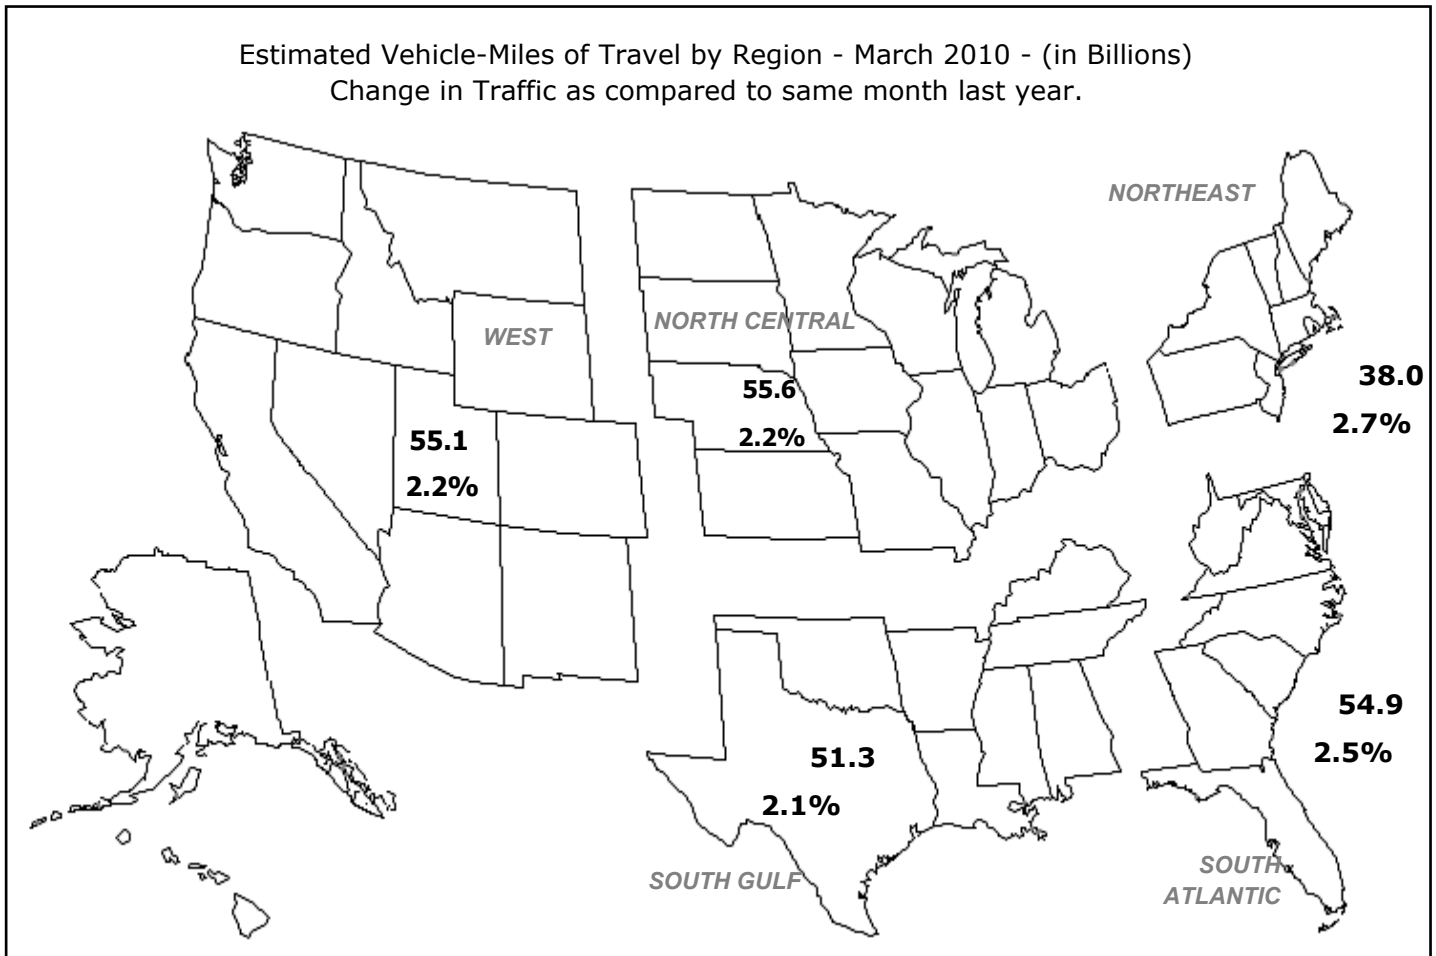 Estimated Vehicle-Miles of Travel by Region - March 2010 - (in Billions)
Change in Traffic as compared to same month last year.
NORTHEAST
WEST
NORTH CENTRAL
38.0
2.7%
55.6
2.2%
55.1
2.2%
54.9
2.5%
51.3
2.1%
SOUTH GULF
SOUTH
ATLANTIC